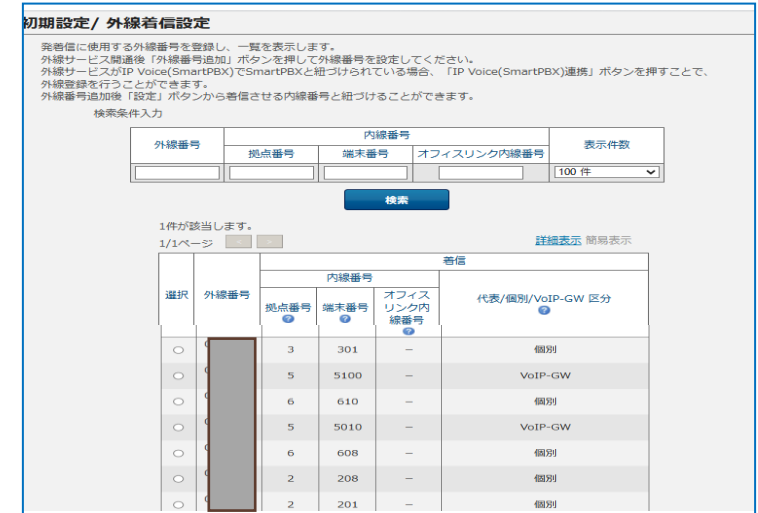 初期設定/ 外線着信設定
発着信に使用する外線番号を登録し、一覧を表示します。
外線サービス開通後「外線番号追加」ボタンを押して外線番号を設定してください。
外線サービスがIP Voice(SmartPBX)でSmartPBXと紐づけられている場合、「IP Voice(SmartPBX)連携」ボタンを押すことで、
外線登録を行うことができます。
外線番号追加後「設定」ボタンから着信させる内線番号と紐づけることができます。
検索条件入力
外線番号 内線番号 表示件数
拠点番号 端末番号 オフィスリンク内線番号
100 件
検索
1件が該当します。
1/1ページ
詳細表示 簡易表示
選択 外線番号 着信
内線番号 代表/個別/VoIP-GW 区分
拠点番号 端末番号 オフィス
リンク内
線番号
3 301 － 個別
5 5100 － VoIP-GW
6 610 － 個別
5 5010 － VoIP-GW
6 608 － 個別
2 208 － 個別
2 201 － 個別